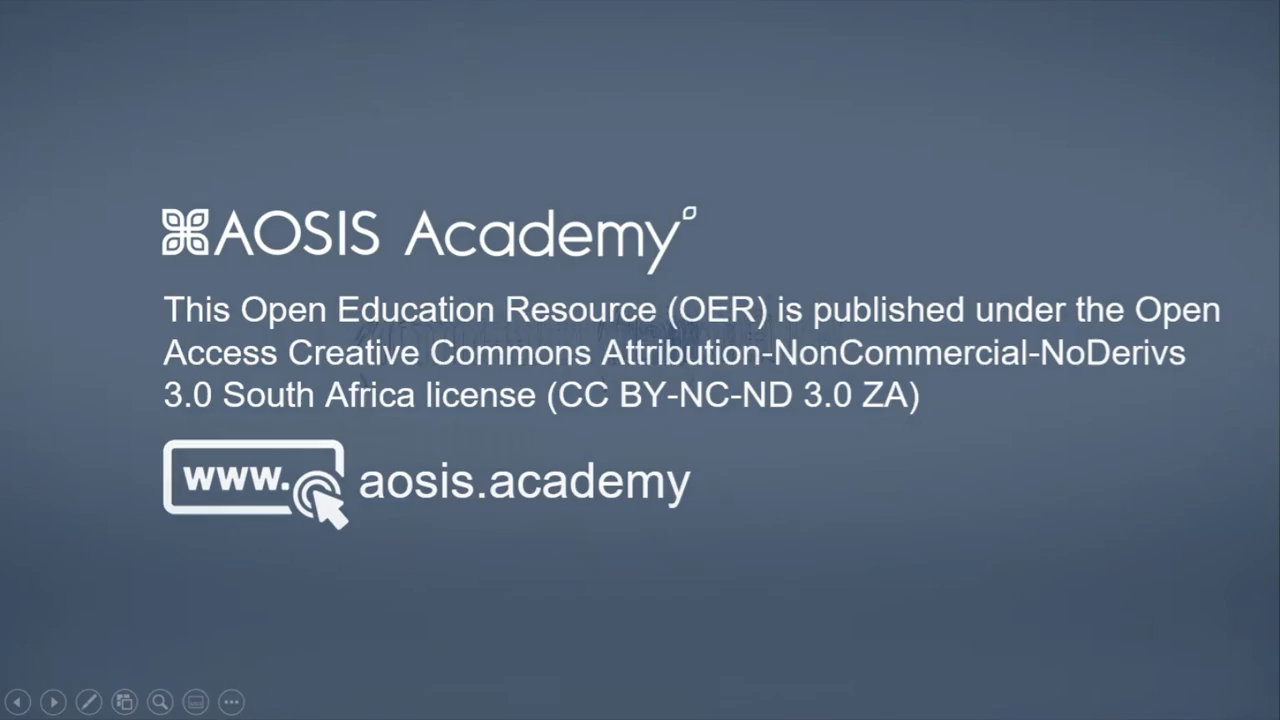 AOSIS Academy
This Open Education Resource (OER) is published under the Open
Access Creative Commons Attribution-NonCommercial-NoDerivs
3.0 South Africa license (CC BY-NC-ND 3.0 ZA)
www. aosis.academy